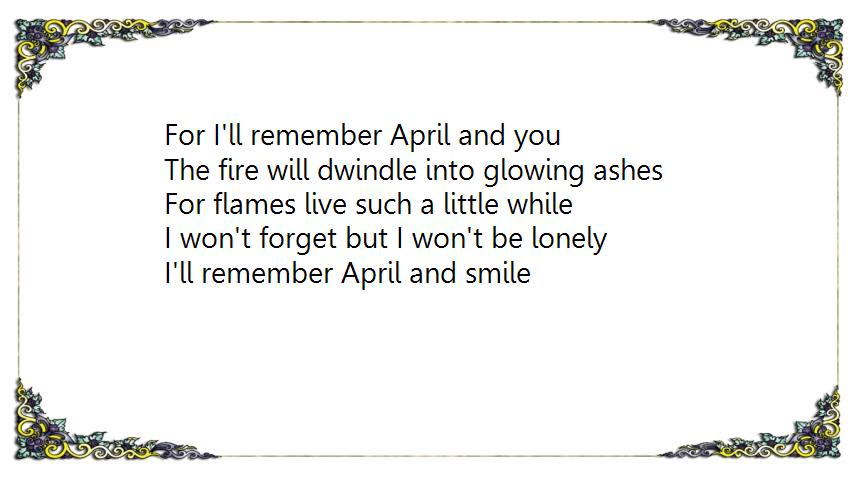 For I'll remember April and you
The fire will dwindle into glowing ashes
For flames live such a little while
I won't forget but I won't be lonely
I'll remember April and smile